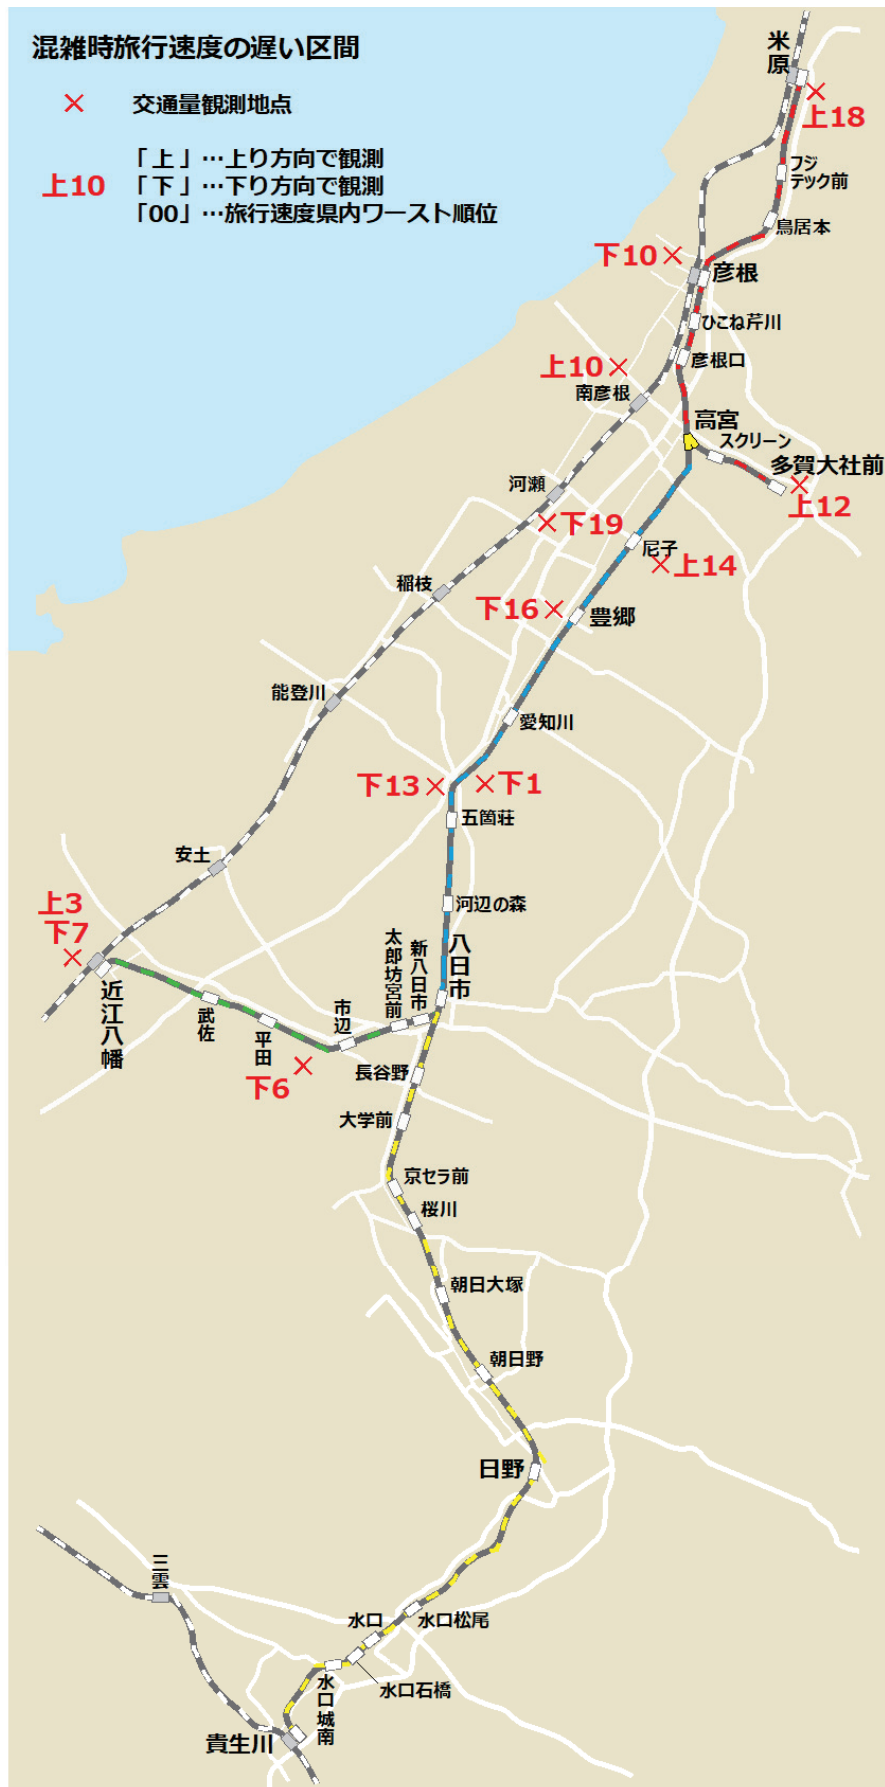 混雑時旅行速度の遅い区間
交通量観測地点
上10
「上」…上り方向で観測
「下」…下り方向で観測
「00」…旅行速度県内ワースト順位
米原
上18
フジ
テック前
鳥居本
下10
彦根
ひこね芹川
彦根口
上10
南彦根
高宮
スクリーン
多賀大社前
上12
河瀬
下19
尼子
上14
稲枝
下16
豊郷
能登川
愛知川
下13
下1
五箇荘
安土
河辺の森
上3
下7
近江八幡
武佐
平田
市辺
太郎坊宮前
新八日市
八日市
下6
長谷野
大学前
京セラ前
桜川
朝日大塚
朝日野
日野
三雲
水口
水口松尾
水口石橋
水口城南
貴生川